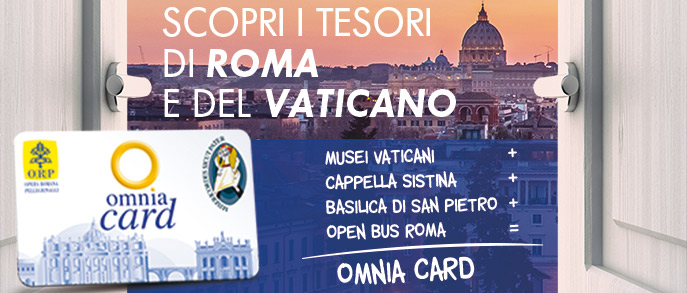 SCOPRI I TESORI
DI ROMA
E DEL VATICANO
MUSEI VATICANI +
CAPPELLA SISTINA +
BASILICA DI SAN PIETRO +
OPEN BUS ROMA =
OMNIA CARD
O.R.P
OPERA ROMANA
PELLEGRINAGGI
omnia
card